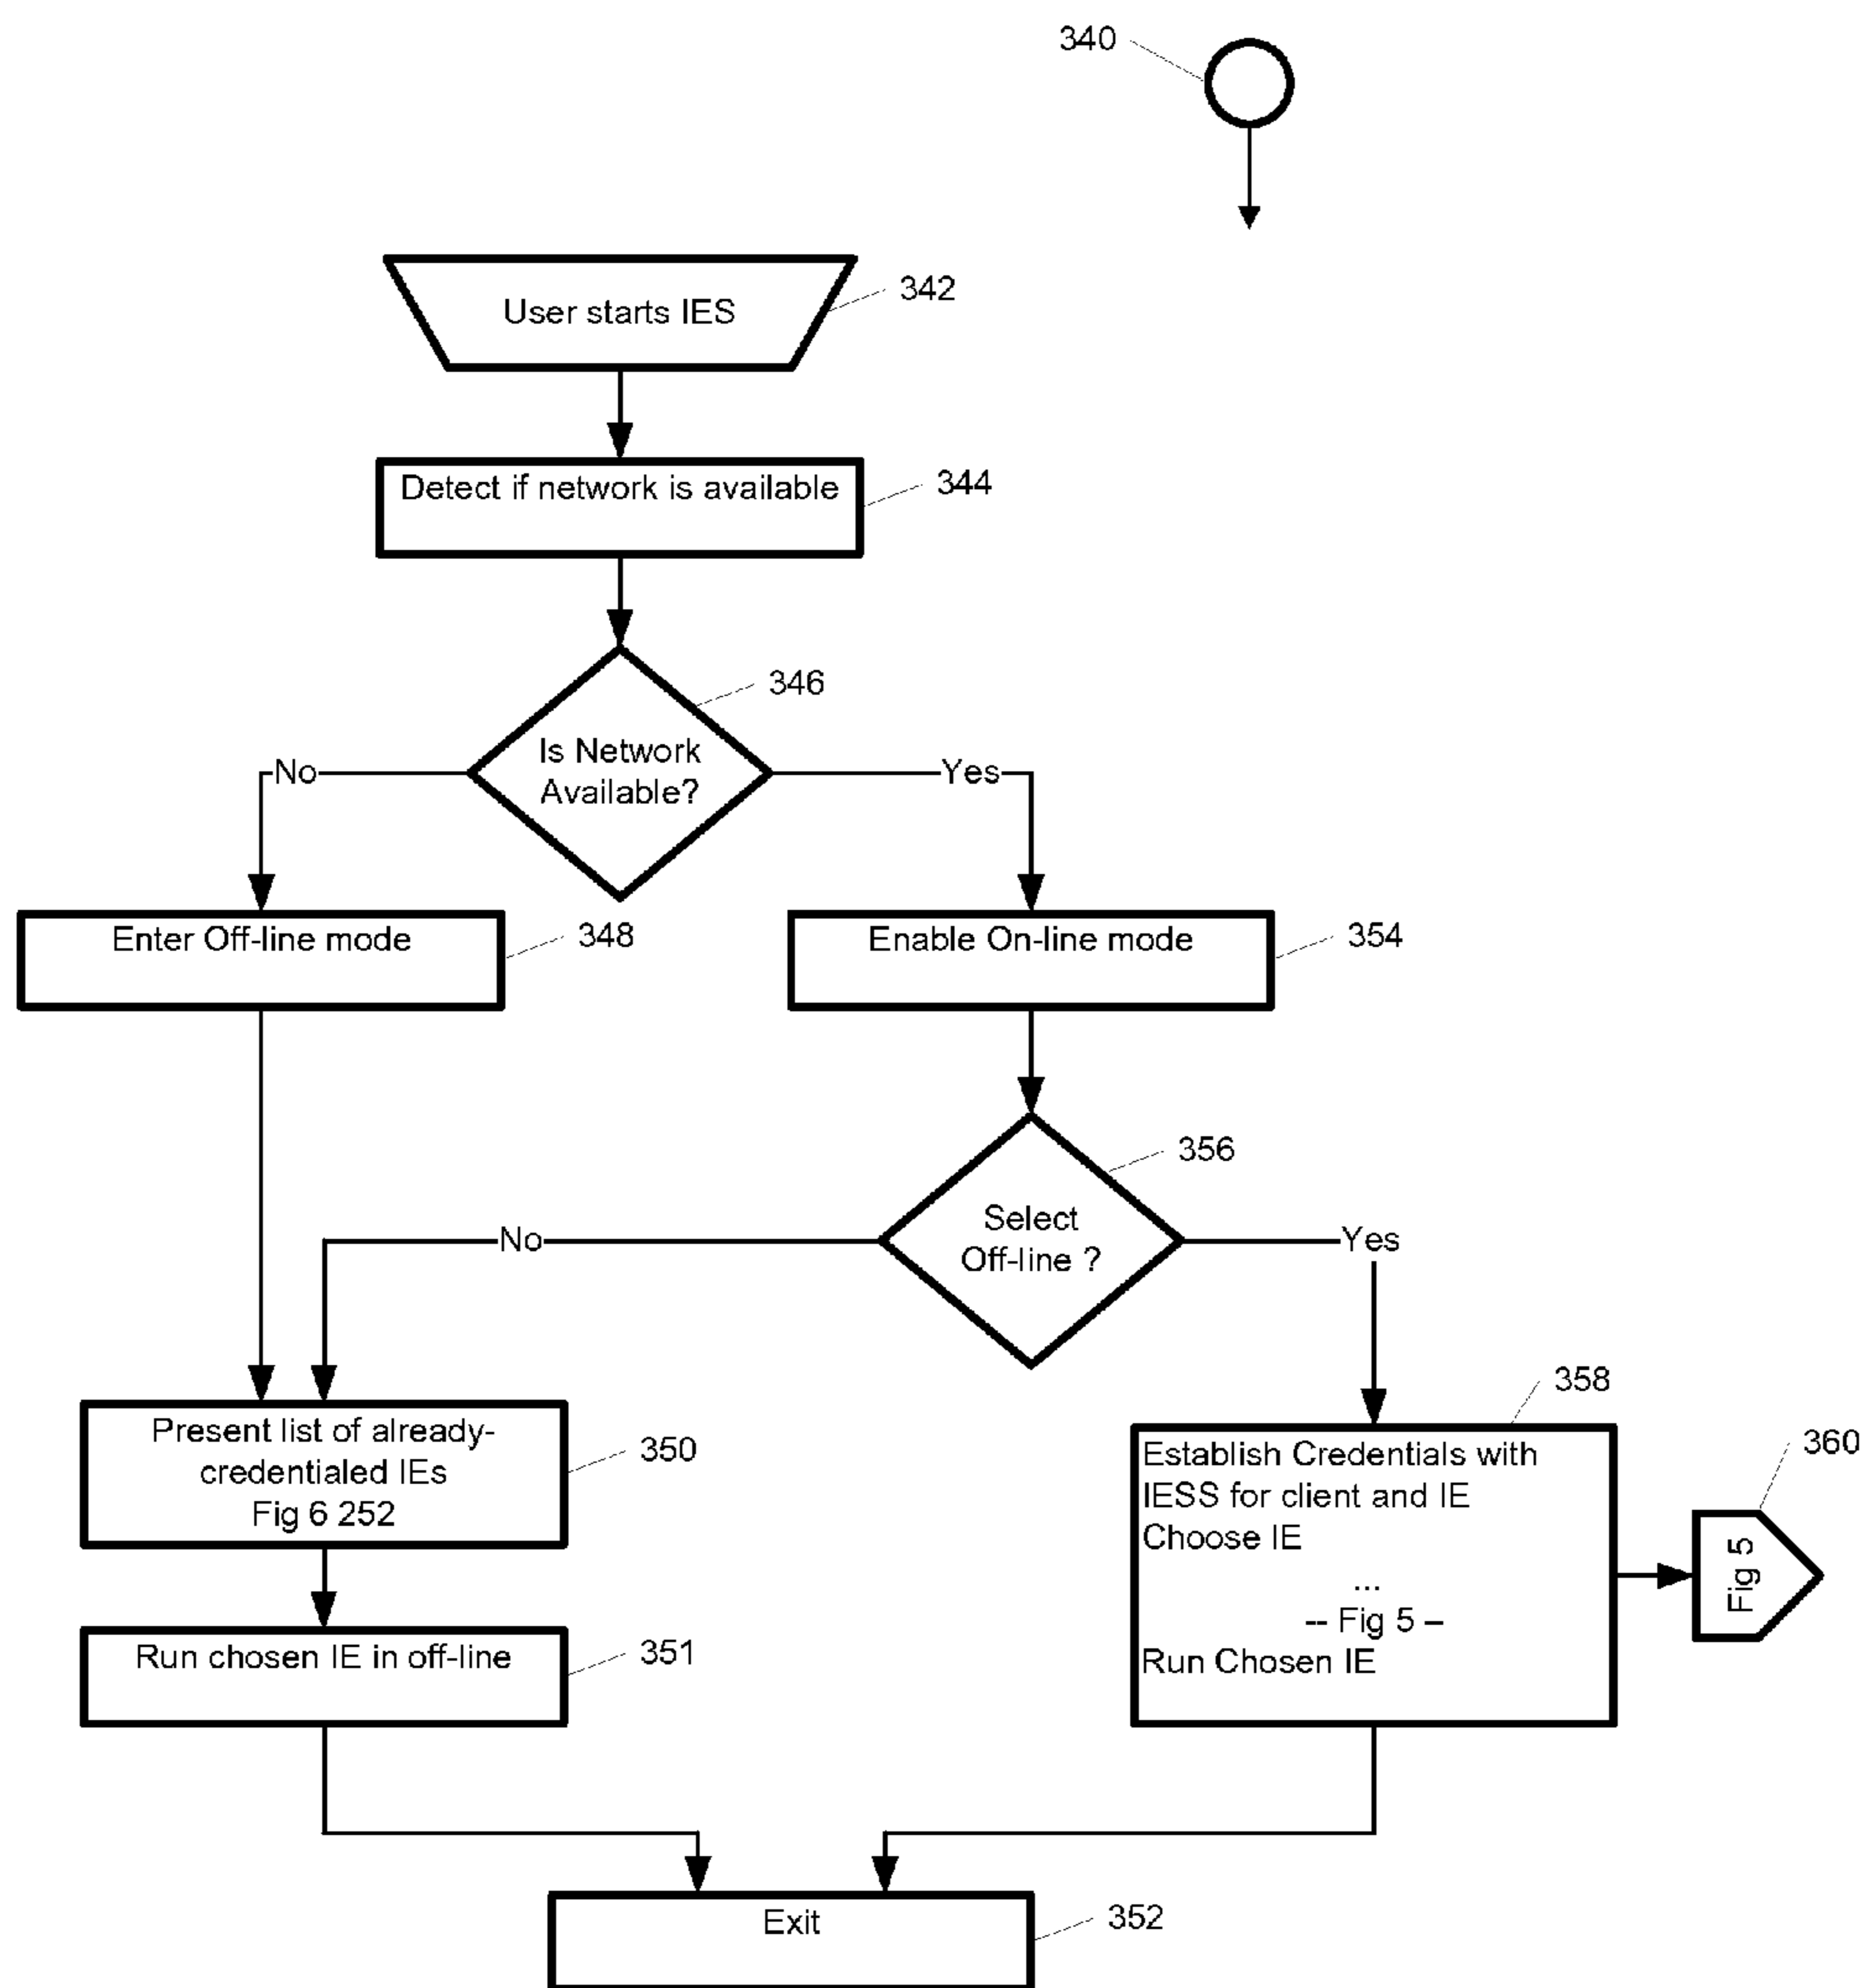 340
User starts IES
342
Detect if network is available
344
346
Is Network
Available?
No
Yes
Enter Off-line mode
348
Enable On-line mode
354
356
Select
Off-line ?
No
Yes
358
Present list of already-
credentialed IEs
Fig 6 252
350
Establish Credentials with
IESS for client and IE
Choose IE
...
-- Fig 5 –
Run Chosen IE
360
Fig 5
Run chosen IE in off-line
351
Exit
352